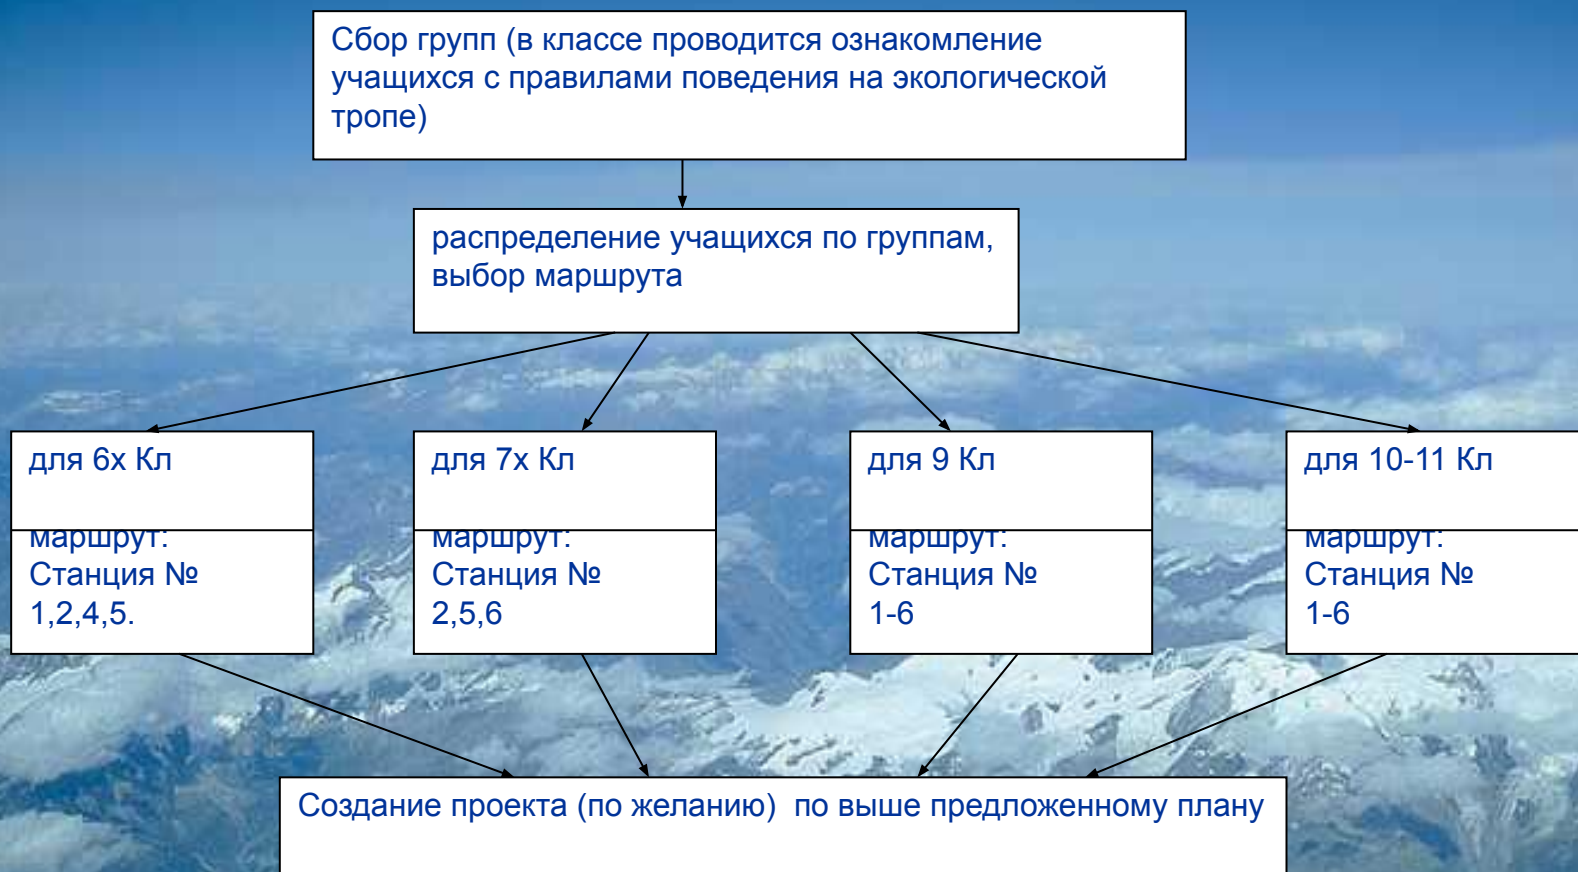 Сбор групп (в классе проводится ознакомление
учащихся с правилами поведения на экологической
тропе)
распределение учащихся по группам,
выбор маршрута
для 6х Кл
маршрут:
Станция №
1,2,4,5.
для 7х Кл
маршрут:
Станция №
2,5,6
для 9 Кл
маршрут:
Станция №
1-6
для 10-11 Кл
маршрут:
Станция №
1-6
Создание проекта (по желанию)  по выше предложенному плану